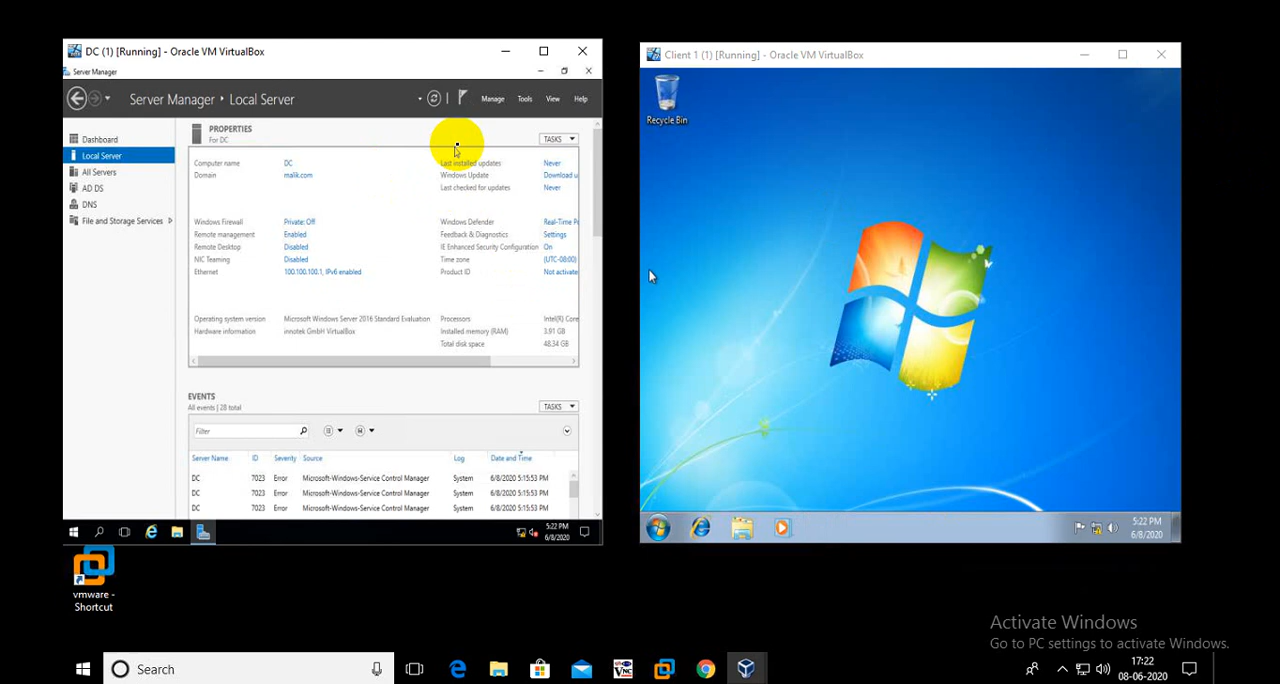 DC (1) [Running] - Oracle VM VirtualBox
Server Manager
Server Manager • Local Server
Manage Tools View Help
Dashboard
Local Server
All Servers
AD DS
DNS
File and Storage Services
PROPERTIES
For DC
TASKS
Computer name DC
Domain malik.com
Last installed updates Never
Windows Update Download u
Last checked for updates Never
Windows Firewall Private: Off
Remote management Enabled
Remote Desktop Disabled
NIC Teaming Disabled
Ethernet 100.100.100.1, IPv6 enabled
Windows Defender Real-Time P
Feedback & Diagnostics Settings
IE Enhanced Security Configuration On
Time zone (UTC-08:00)
Product ID Not activate
Operating system version Microsoft Windows Server 2016 Standard Evaluation
Hardware information innotek GmbH VirtualBox
Processors Intel(R) Core
Installed memory (RAM) 3.91 GB
Total disk space 48.34 GB
EVENTS
All events | 28 total
TASKS
Filter
Server Name ID Severity Source Log Date and Time
DC 7023 Error Microsoft-Windows-Service Control Manager System 6/8/2020 5:15:53 PM
DC 7023 Error Microsoft-Windows-Service Control Manager System 6/8/2020 5:15:53 PM
DC 7023 Error Microsoft-Windows-Service Control Manager System 6/8/2020 5:15:53 PM
5:22 PM
6/8/2020
Client 1 (1) [Running] - Oracle VM VirtualBox
Recycle Bin
5:22 PM
6/8/2020
vmware -
Shortcut
Activate Windows
Go to PC settings to activate Windows.
Search
17:22
08-06-2020